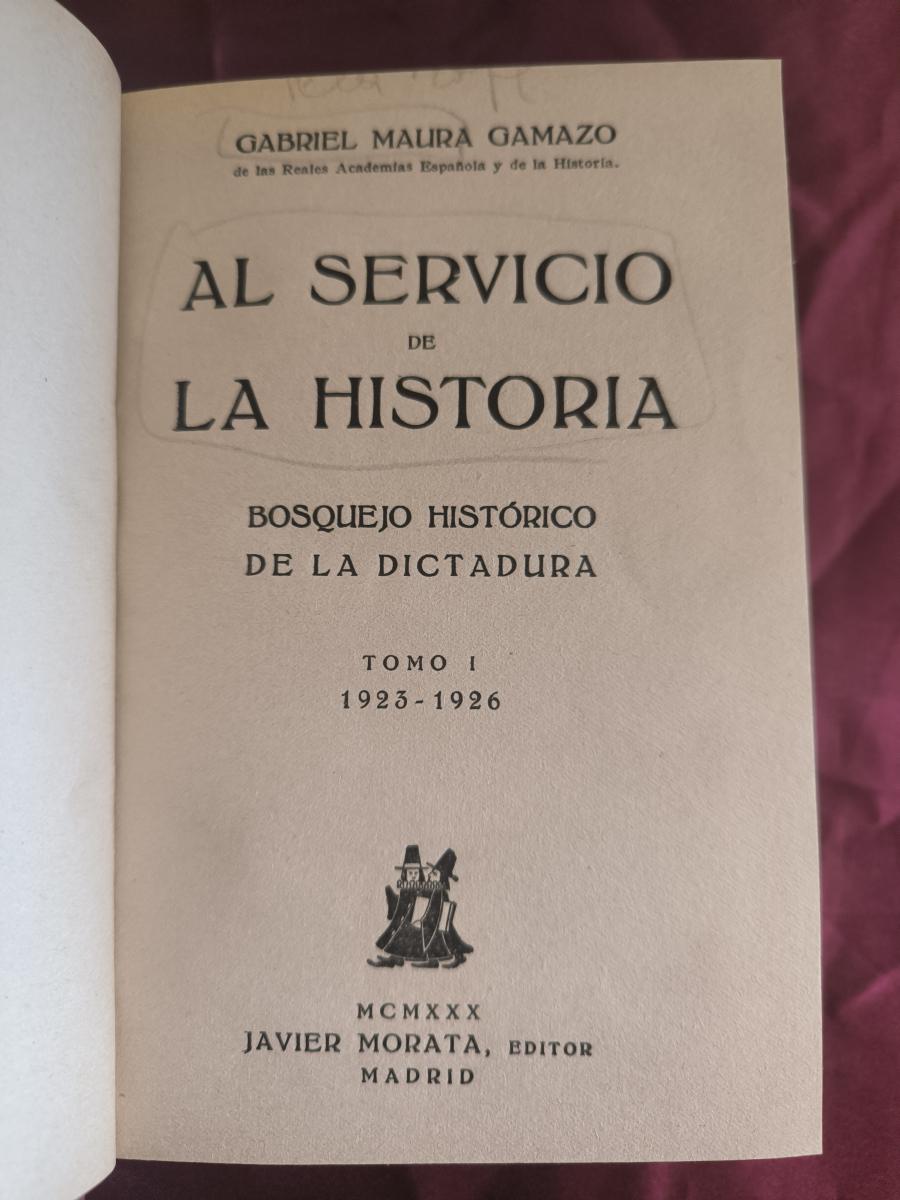 GABRIEL MAURA GAMAZO
de las Reales Academias Española y de la Historia.
AL SERVICIO
DE
LA HISTORIA
BOSQUEJO HISTÓRICO
DE LA DICTADURA
TOMO I
1923-1926
MCMXXX
JAVIER MORATA, EDITOR
MADRID